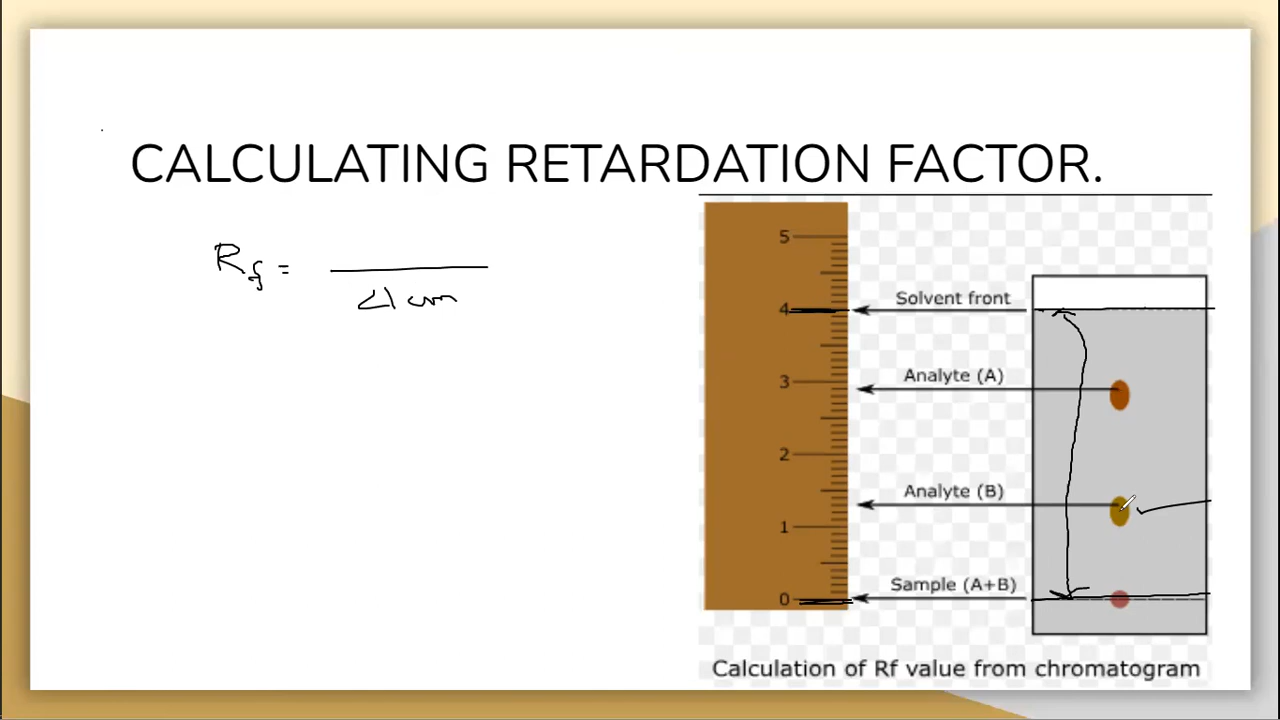 CALCULATING RETARDATION FACTOR.
Rf =
4 cm
5
4
3
2
1
0
Solvent front
Analyte (A)
Analyte (B)
Sample (A+B)
Calculation of Rf value from chromatogram